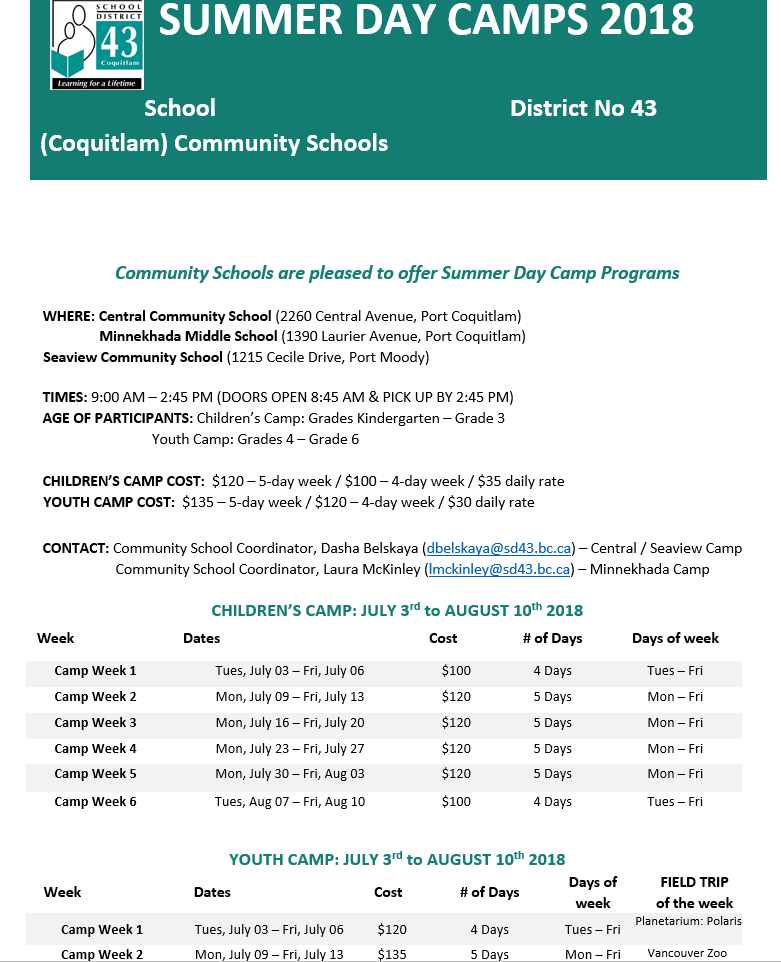 SUMMER DAY CAMPS 2018
SCHOOL
DISTRICT
43
Coquitlam
Learning for a Lifetime
School District No 43
(Coquitlam) Community Schools
Community Schools are pleased to offer Summer Day Camp Programs
WHERE: Central Community School (2260 Central Avenue, Port Coquitlam)
Minnekhada Middle School (1390 Laurier Avenue, Port Coquitlam)
Seaview Community School (1215 Cecile Drive, Port Moody)
TIMES: 9:00 AM – 2:45 PM (DOORS OPEN 8:45 AM & PICK UP BY 2:45 PM)
AGE OF PARTICIPANTS: Children’s Camp: Grades Kindergarten – Grade 3
Youth Camp: Grades 4 – Grade 6
CHILDREN’S CAMP COST: $120 – 5-day week / $100 – 4-day week / $35 daily rate
YOUTH CAMP COST: $135 – 5-day week / $120 – 4-day week / $30 daily rate
CONTACT: Community School Coordinator, Dasha Belskaya (dbelskaya@sd43.bc.ca) – Central / Seaview Camp
Community School Coordinator, Laura McKinley (lmckinley@sd43.bc.ca) – Minnekhada Camp
CHILDREN’S CAMP: JULY 3rd to AUGUST 10th 2018
Week Dates Cost # of Days Days of week
Camp Week 1 Tues, July 03 – Fri, July 06 $100 4 Days Tues – Fri
Camp Week 2 Mon, July 09 – Fri, July 13 $120 5 Days Mon – Fri
Camp Week 3 Mon, July 16 – Fri, July 20 $120 5 Days Mon – Fri
Camp Week 4 Mon, July 23 – Fri, July 27 $120 5 Days Mon – Fri
Camp Week 5 Mon, July 30 – Fri, Aug 03 $120 5 Days Mon – Fri
Camp Week 6 Tues, Aug 07 – Fri, Aug 10 $100 4 Days Tues – Fri
YOUTH CAMP: JULY 3rd to AUGUST 10th 2018
Week Dates Cost # of Days Days of week FIELD TRIP of the week
Camp Week 1 Tues, July 03 – Fri, July 06 $120 4 Days Tues – Fri Planetarium: Polaris
Camp Week 2 Mon, July 09 – Fri, July 13 $135 5 Days Mon – Fri Vancouver Zoo